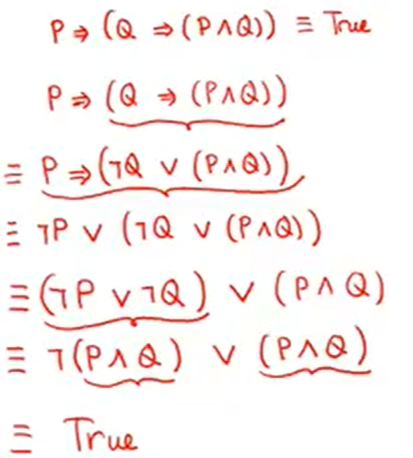 P ⇒ (Q ⇒ (P ∧ Q)) ≡ True
P ⇒ (Q ⇒ (P ∧ Q))
≡ P ⇒ (¬Q ∨ (P ∧ Q))
≡ ¬P ∨ (¬Q ∨ (P ∧ Q))
≡ (¬P ∨ ¬Q) ∨ (P ∧ Q)
≡ ¬(P ∧ Q) ∨ (P ∧ Q)
≡ True